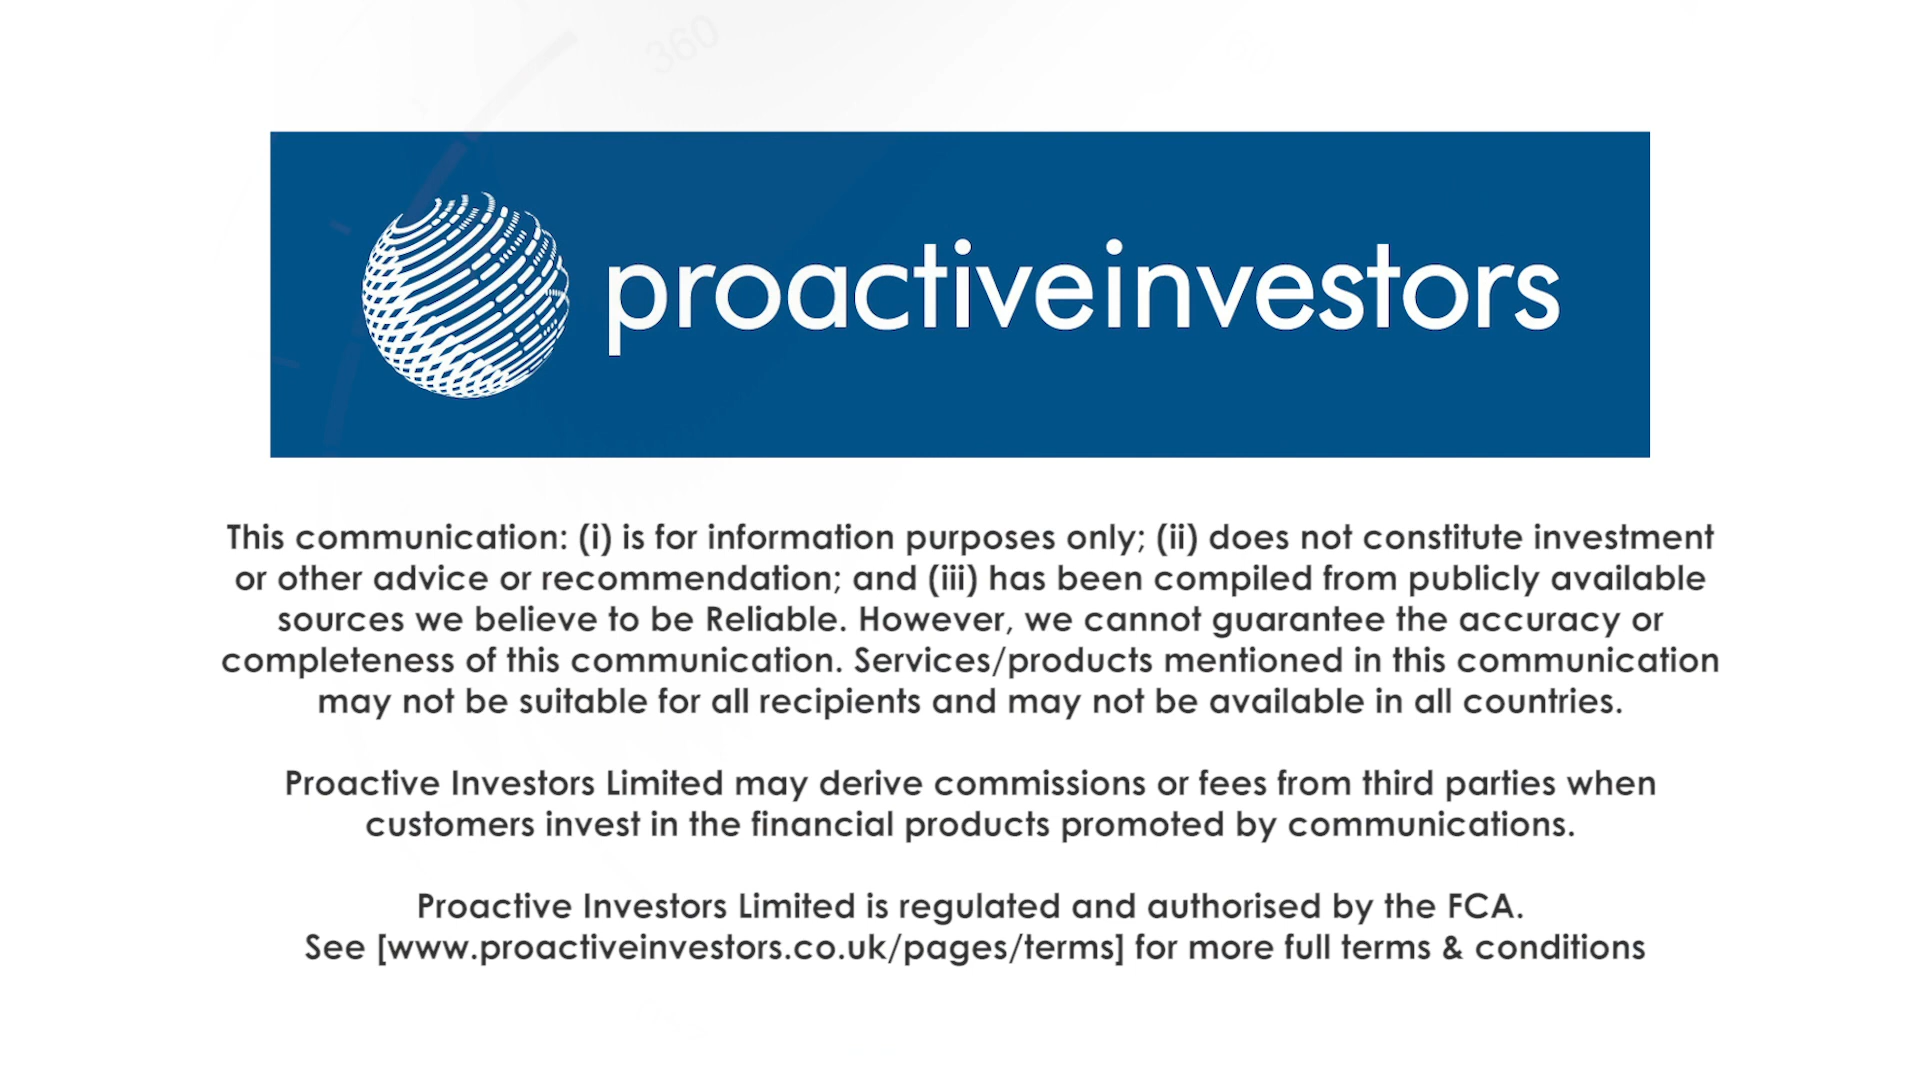 360
proactiveinvestors
This communication: (i) is for information purposes only; (ii) does not constitute investment
or other advice or recommendation; and (iii) has been compiled from publicly available
sources we believe to be Reliable. However, we cannot guarantee the accuracy or
completeness of this communication. Services/products mentioned in this communication
may not be suitable for all recipients and may not be available in all countries.
Proactive Investors Limited may derive commissions or fees from third parties when
customers invest in the financial products promoted by communications.
Proactive Investors Limited is regulated and authorised by the FCA.
See [www.proactiveinvestors.co.uk/pages/terms] for more full terms & conditions